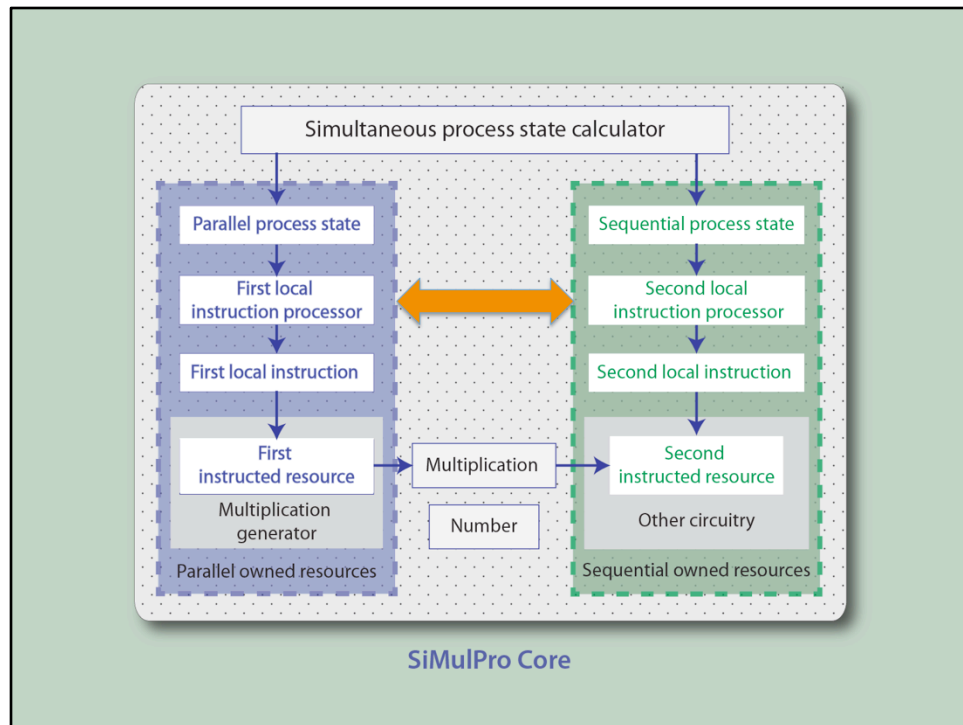 Simultaneous process state calculator
Parallel process state
First local
instruction processor
First local instruction
First
instructed resource
Multiplication
generator
Parallel owned resources
Multiplication
Number
Sequential process state
Second local
instruction processor
Second local instruction
Second
instructed resource
Other circuitry
Sequential owned resources
SiMulPro Core